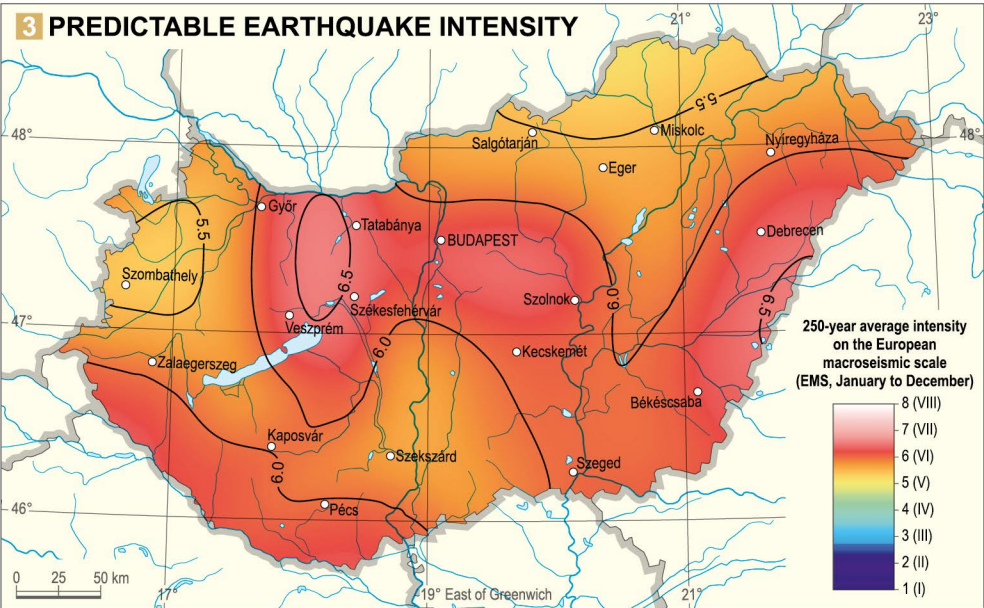 3 PREDICTABLE EARTHQUAKE INTENSITY
21°
23°
48°
48°
5.5
Salgótarján
Miskolc
Nyíregyháza
Eger
Győr
5.5
Tatabánya
BUDAPEST
Debrecen
Szombathely
6.5
Székesfehérvár
Szolnok
6.0
6.5
Veszprém
47°
6.0
Kecskemét
Zalaegerszeg
Békéscsaba
Kaposvár
Szekszárd
6.0
Szeged
Pécs
46°
250-year average intensity
on the European
macroseismic scale
(EMS, January to December)
8 (VIII)
7 (VII)
6 (VI)
5 (V)
4 (IV)
3 (III)
2 (II)
1 (I)
0 25 50 km
17°
19° East of Greenwich
21°